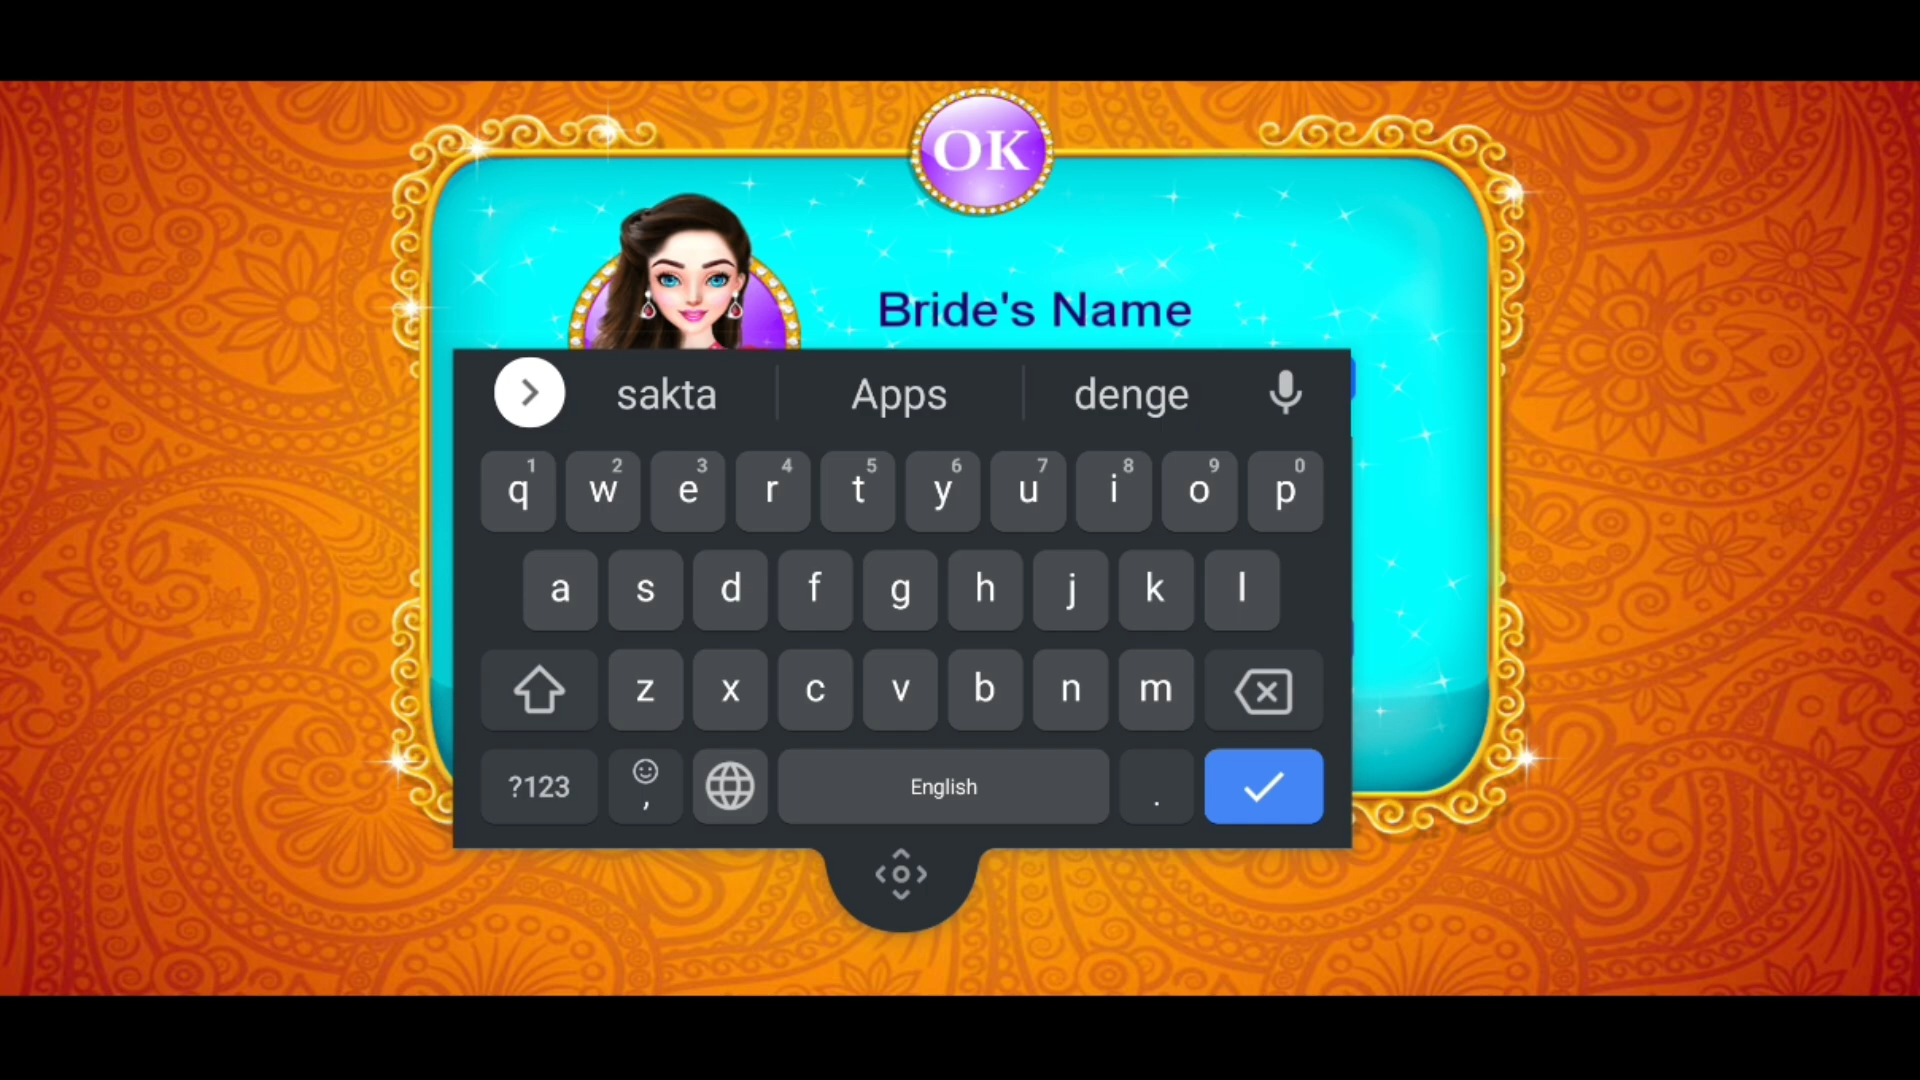 OK
Bride's Name
sakta Apps denge
1 2 3 4 5 6 7 8 9 0
q w e r t y u i o p
a s d f g h j k l
z x c v b n m
?123 , English .